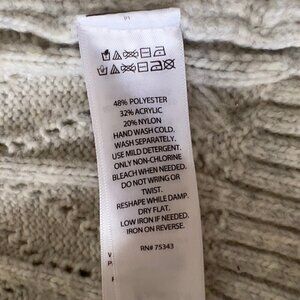 48% POLYESTER
32% ACRYLIC
20% NYLON
HAND WASH COLD.
WASH SEPARATELY.
USE MILD DETERGENT.
ONLY NON-CHLORINE
BLEACH WHEN NEEDED.
DO NOT WRING OR
TWIST.
RESHAPE WHILE DAMP.
DRY FLAT.
LOW IRON IF NEEDED.
IRON ON REVERSE.
RN# 75343